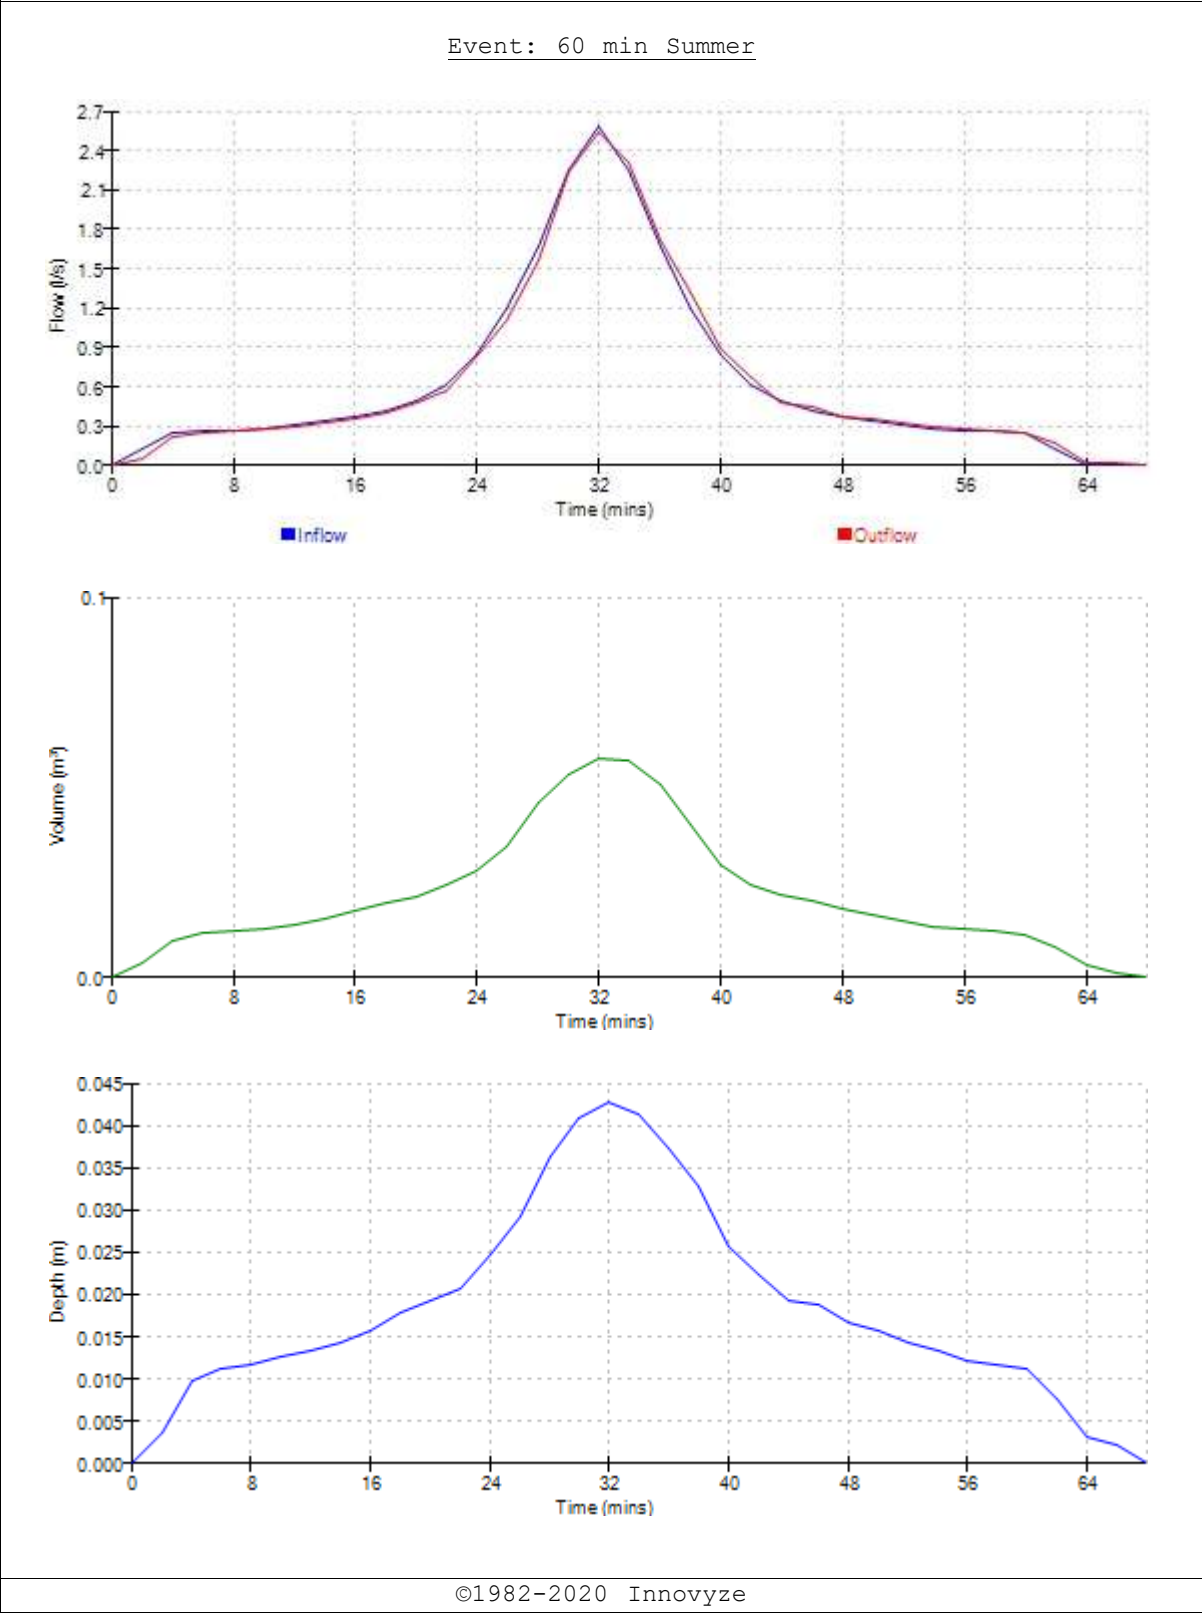 Event: 60 min Summer
2.7
2.4
2.1
1.8
1.5
1.2
0.9
0.6
0.3
0.0
Flow (l/s)
0 8 16 24 32 40 48 56 64
Time (mins)
Inflow Outflow
0.1
0.0
Volume (m³)
0 8 16 24 32 40 48 56 64
Time (mins)
0.045
0.040
0.035
0.030
0.025
0.020
0.015
0.010
0.005
0.000
Depth (m)
0 8 16 24 32 40 48 56 64
Time (mins)
©1982-2020 Innovyze